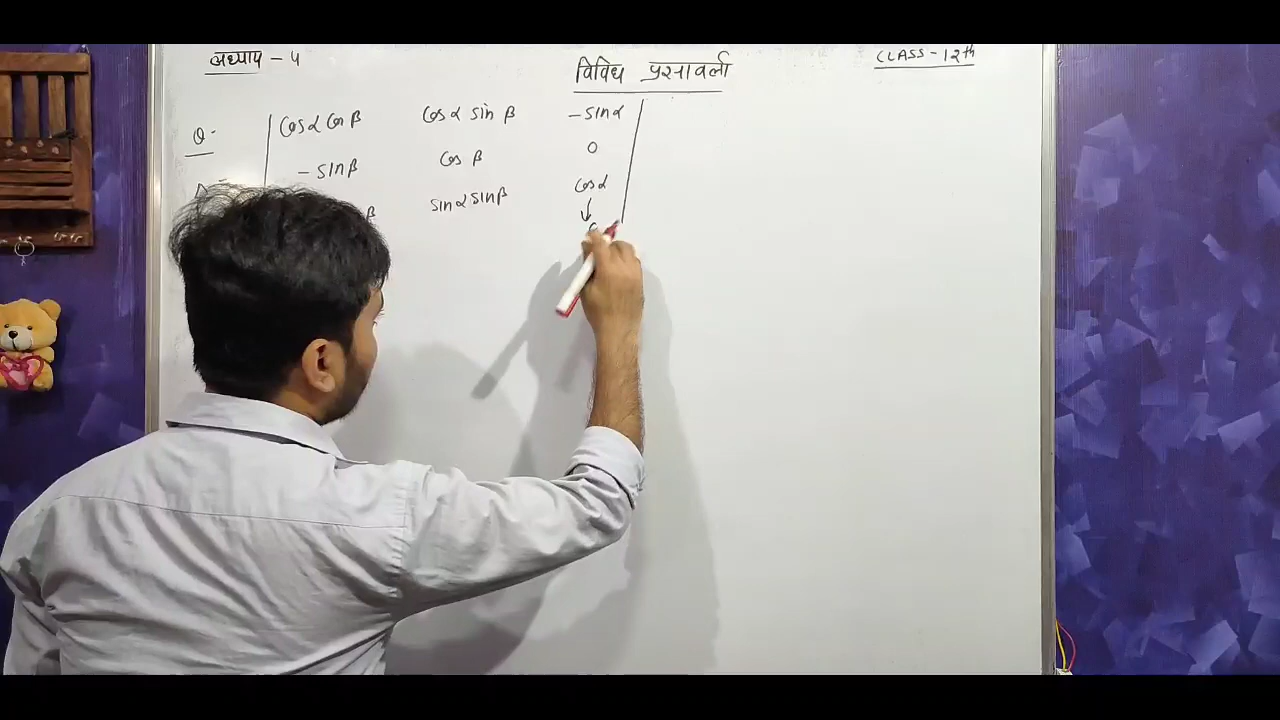 अध्याय - 4
विविध प्रश्नावली
CLASS - 12th
Q. | cosα cosβ cosα sinβ -sinα |
-sinβ cosβ 0
β sinα sinβ cosα
↓